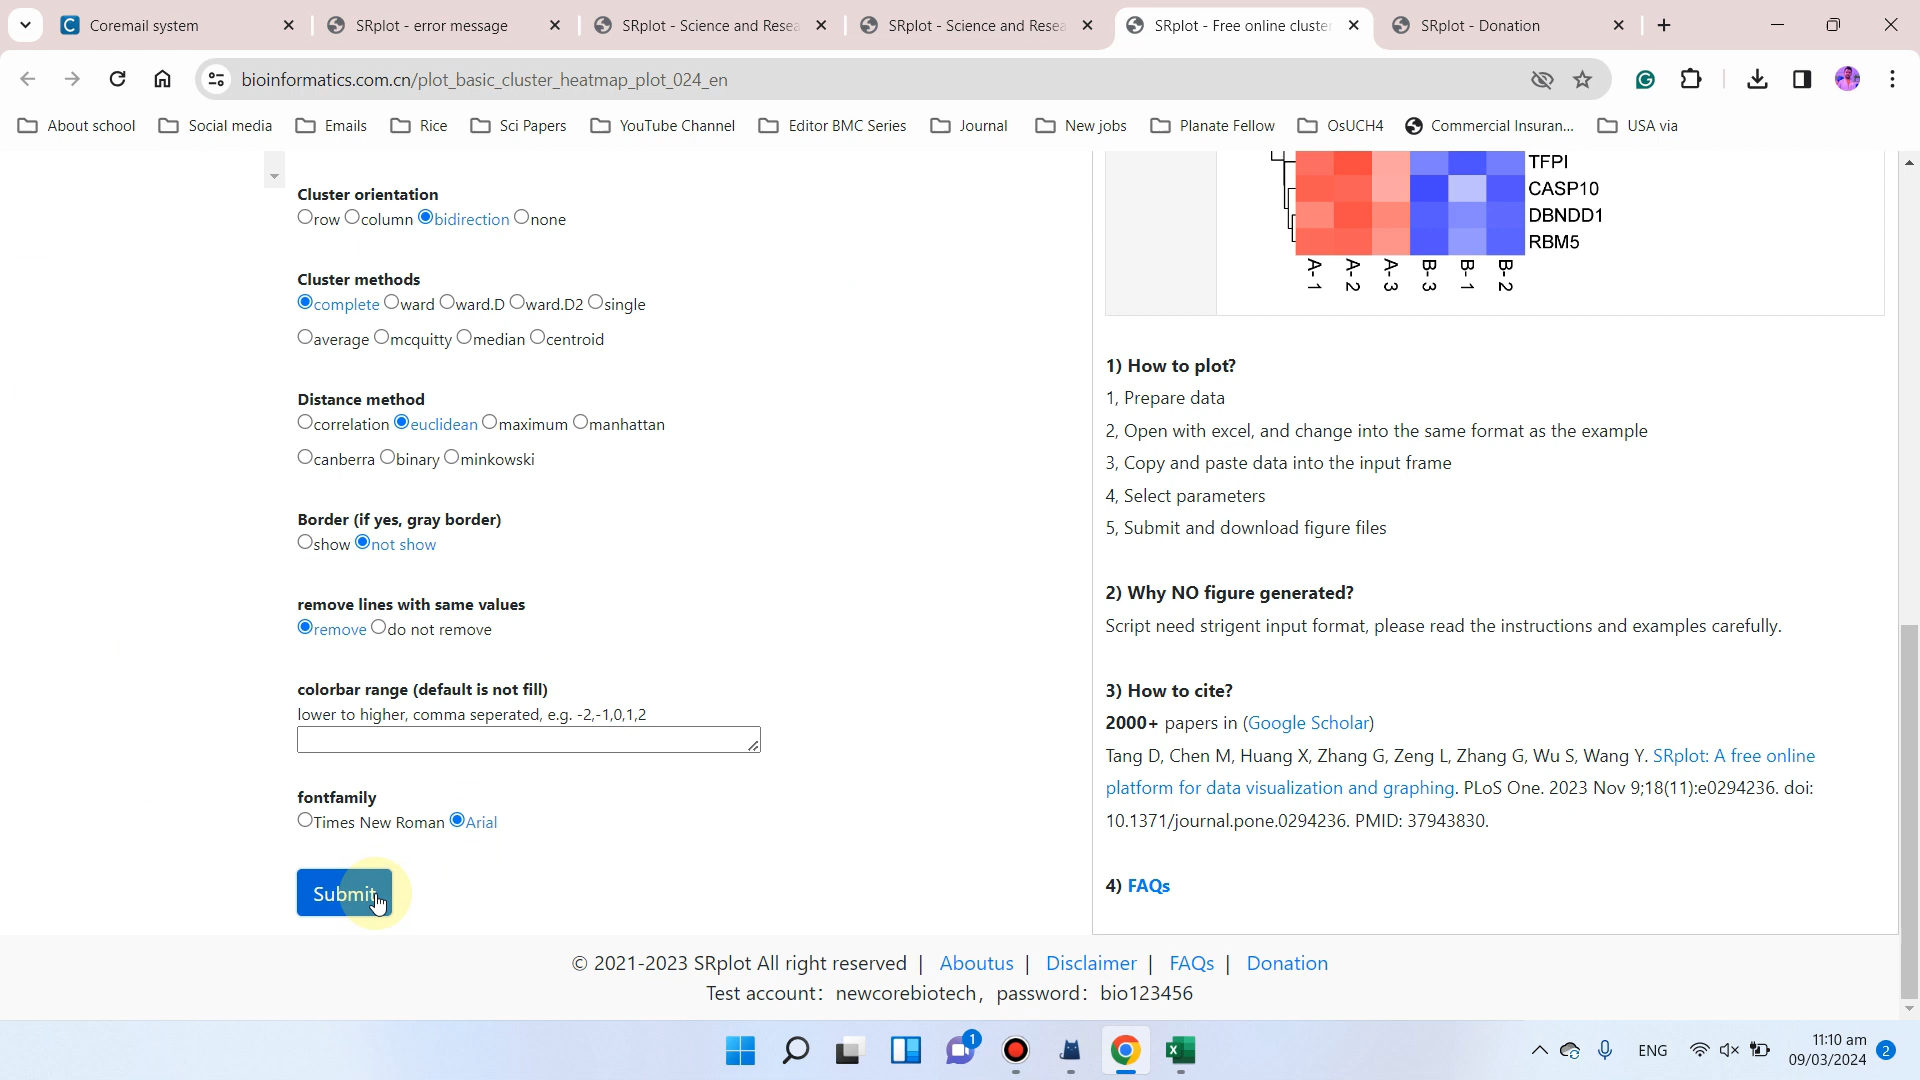 Coremail system
SRplot - error message
SRplot - Science and Resea
SRplot - Science and Resea
SRplot - Free online cluster
SRplot - Donation
bioinformatics.com.cn/plot_basic_cluster_heatmap_plot_024_en
About school
Social media
Emails
Rice
Sci Papers
YouTube Channel
Editor BMC Series
Journal
New jobs
Planate Fellow
OsUCH4
Commercial Insuran...
USA via
Cluster orientation
row column bidirection none
Cluster methods
complete ward ward.D ward.D2 single
average mcquitty median centroid
Distance method
correlation euclidean maximum manhattan
canberra binary minkowski
Border (if yes, gray border)
show not show
remove lines with same values
remove do not remove
colorbar range (default is not fill)
lower to higher, comma seperated, e.g. -2,-1,0,1,2
fontfamily
Times New Roman Arial
Submit
TFPI
CASP10
DBNDD1
RBM5
A-1
A-2
A-3
B-3
B-1
B-2
1) How to plot?
1, Prepare data
2, Open with excel, and change into the same format as the example
3, Copy and paste data into the input frame
4, Select parameters
5, Submit and download figure files
2) Why NO figure generated?
Script need strigent input format, please read the instructions and examples carefully.
3) How to cite?
2000+ papers in (Google Scholar)
Tang D, Chen M, Huang X, Zhang G, Zeng L, Zhang G, Wu S, Wang Y. SRplot: A free online
platform for data visualization and graphing. PLoS One. 2023 Nov 9;18(11):e0294236. doi:
10.1371/journal.pone.0294236. PMID: 37943830.
4) FAQs
© 2021-2023 SRplot All right reserved | Aboutus | Disclaimer | FAQs | Donation
Test account：newcorebiotech，password：bio123456
1
ENG
11:10 am
09/03/2024
2